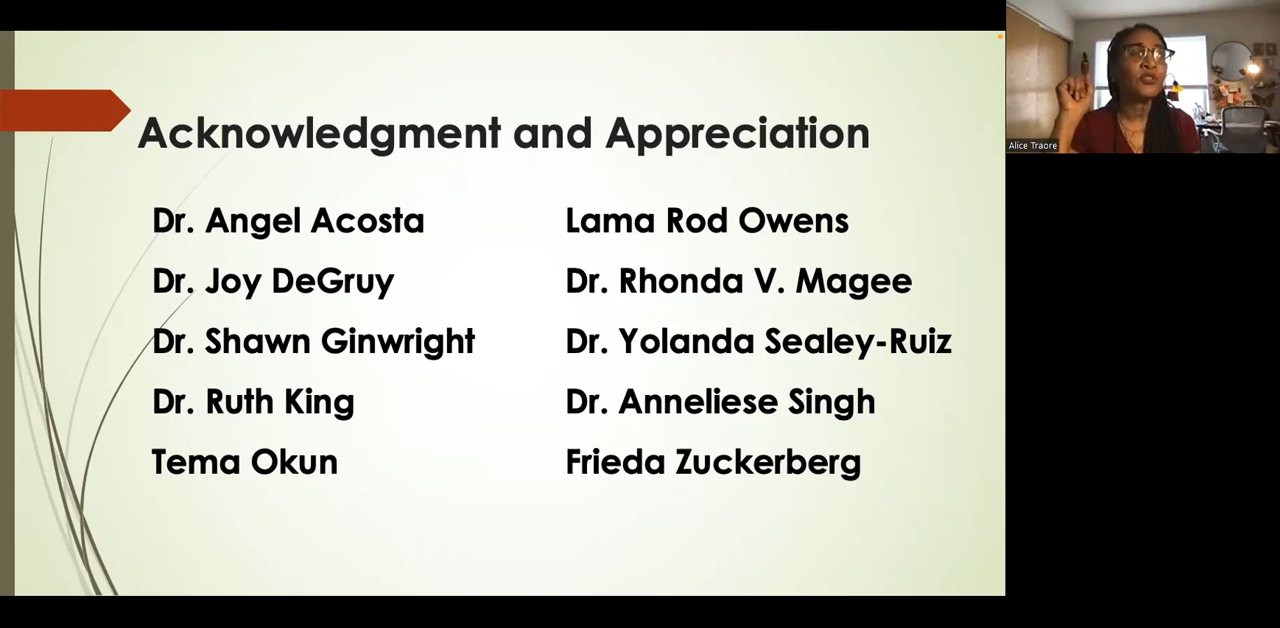 Acknowledgment and Appreciation
Dr. Angel Acosta
Dr. Joy DeGruy
Dr. Shawn Ginwright
Dr. Ruth King
Tema Okun
Lama Rod Owens
Dr. Rhonda V. Magee
Dr. Yolanda Sealey-Ruiz
Dr. Anneliese Singh
Frieda Zuckerberg
Alice Traore